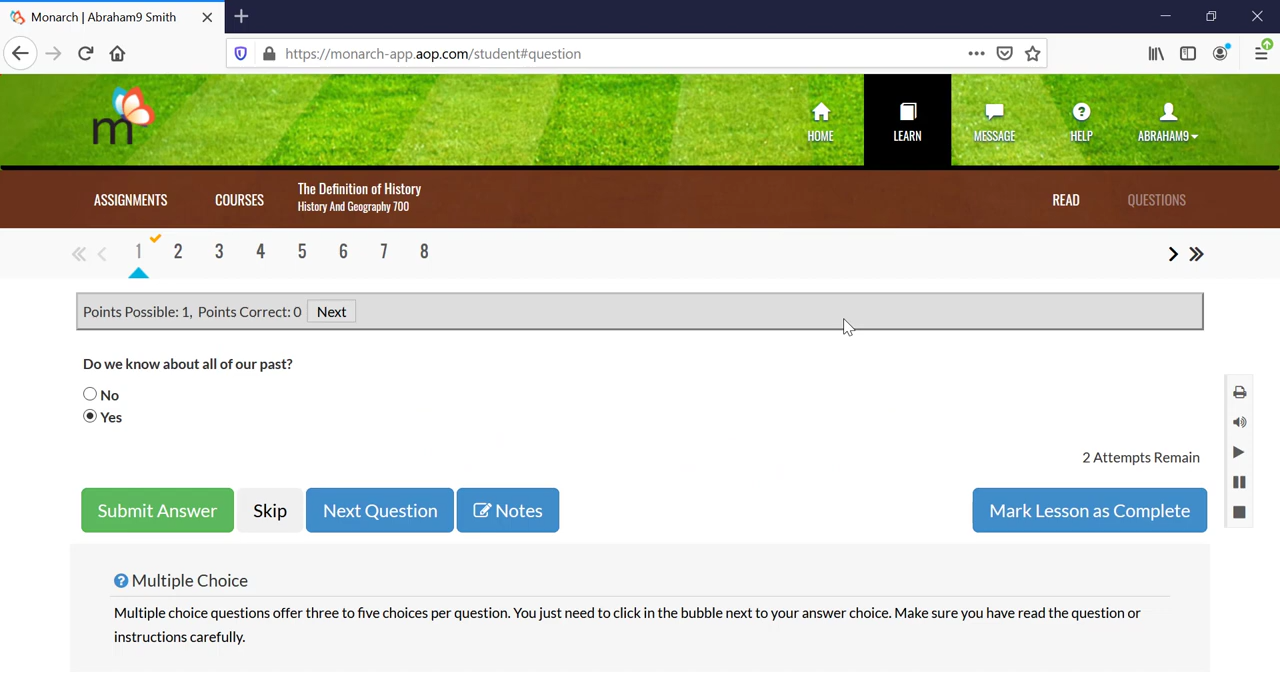 Monarch | Abraham9 Smith
https://monarch-app.aop.com/student#question
m
HOME
LEARN
MESSAGE
HELP
ABRAHAM9
ASSIGNMENTS
COURSES
The Definition of History
History And Geography 700
READ
QUESTIONS
1 2 3 4 5 6 7 8
Points Possible: 1, Points Correct: 0 Next
Do we know about all of our past?
No
Yes
2 Attempts Remain
Submit Answer Skip Next Question Notes Mark Lesson as Complete
Multiple Choice
Multiple choice questions offer three to five choices per question. You just need to click in the bubble next to your answer choice. Make sure you have read the question or
instructions carefully.